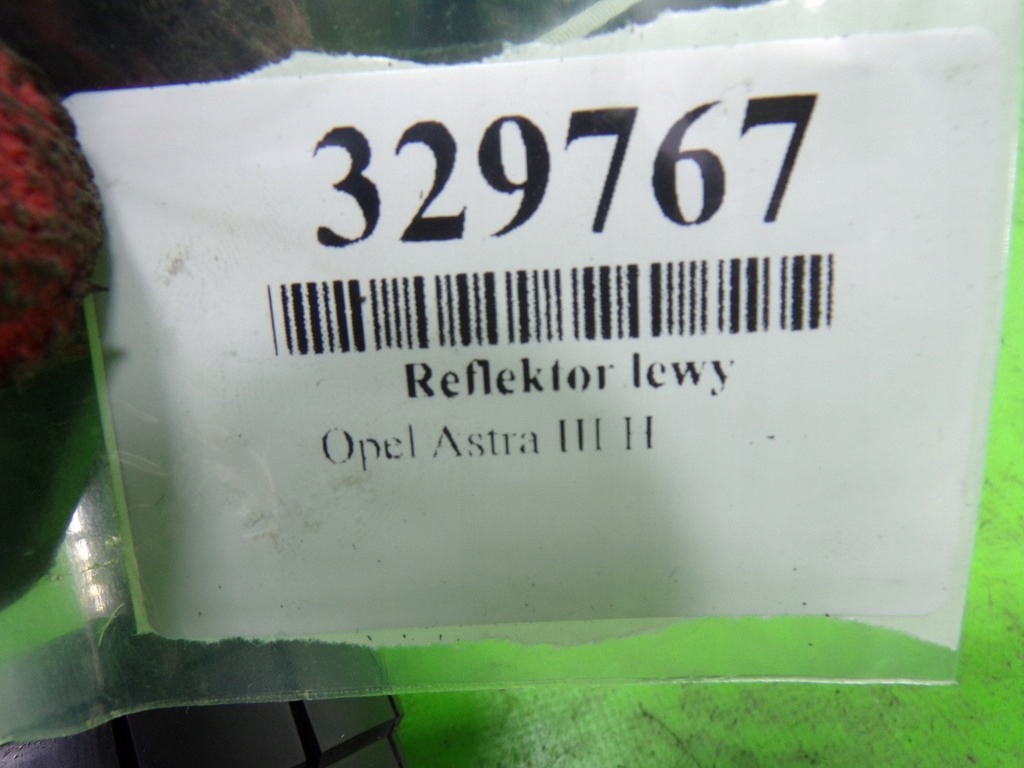 329767
Reflektor lewy
Opel Astra III H